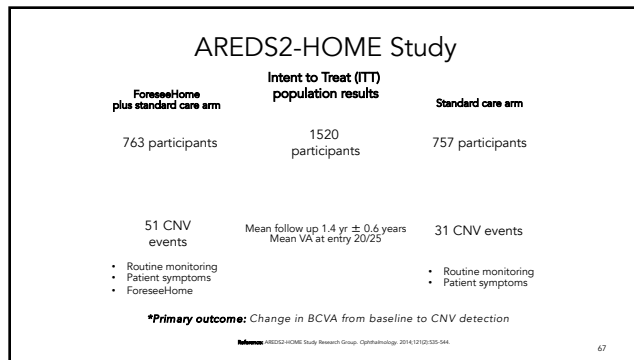 AREDS2-HOME Study
Intent to Treat (ITT)
population results
ForeseeHome
plus standard care arm
Standard care arm
763 participants
1520
participants
757 participants
51 CNV
events
Mean follow up 1.4 yr ± 0.6 years
Mean VA at entry 20/25
31 CNV events
• Routine monitoring
• Patient symptoms
• ForeseeHome
• Routine monitoring
• Patient symptoms
*Primary outcome: Change in BCVA from baseline to CNV detection
Reference: AREDS2-HOME Study Research Group. Ophthalmology. 2014;121(2):535-544.
67